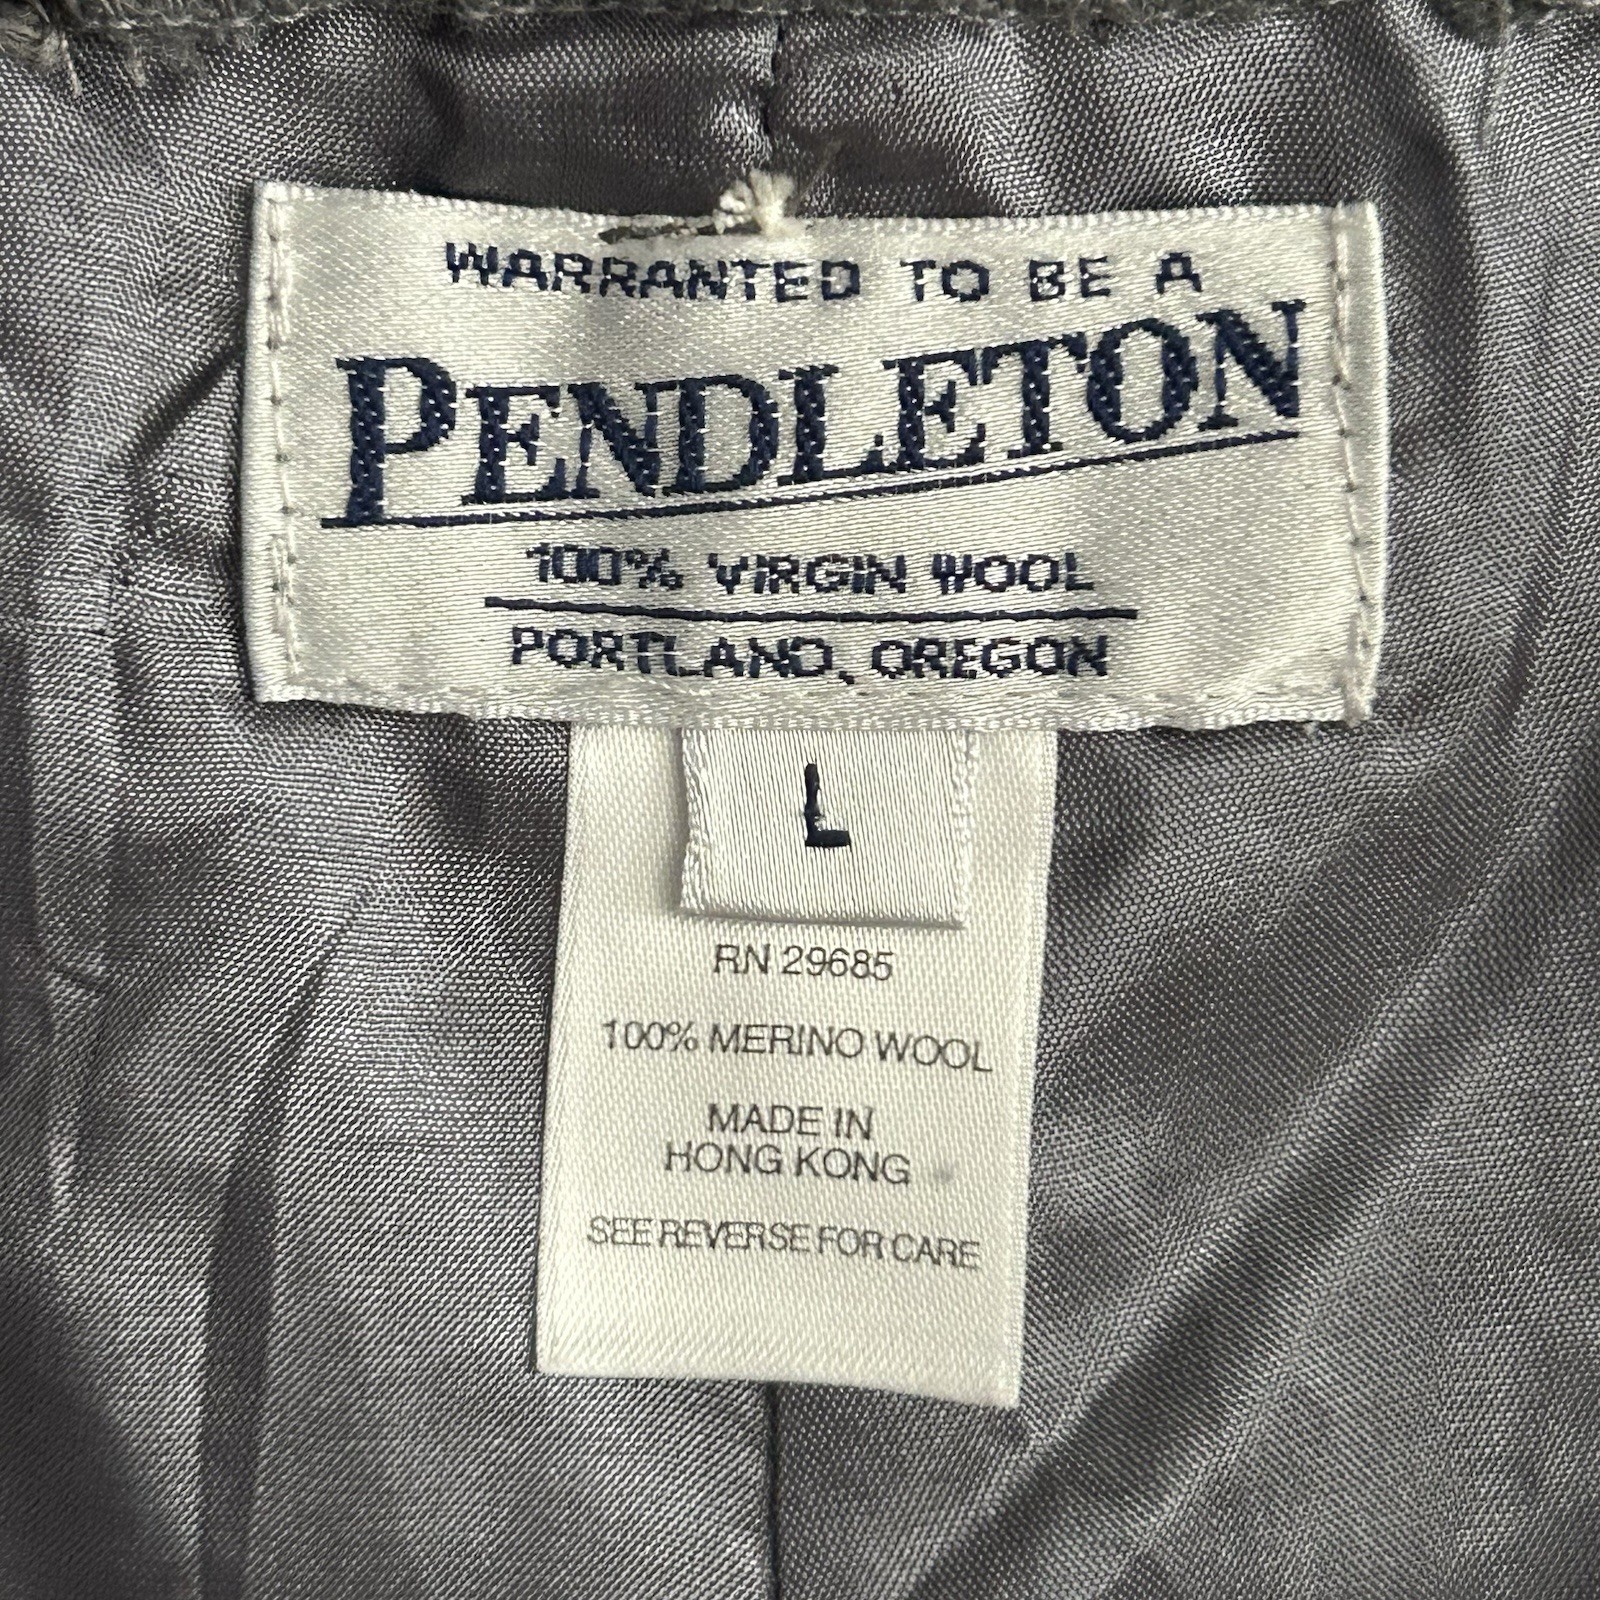 WARRANTED TO BE A
PENDLETON
100% VIRGIN WOOL
PORTLAND, OREGON
L
RN 29685
100% MERINO WOOL
MADE IN
HONG KONG
SEE REVERSE FOR CARE